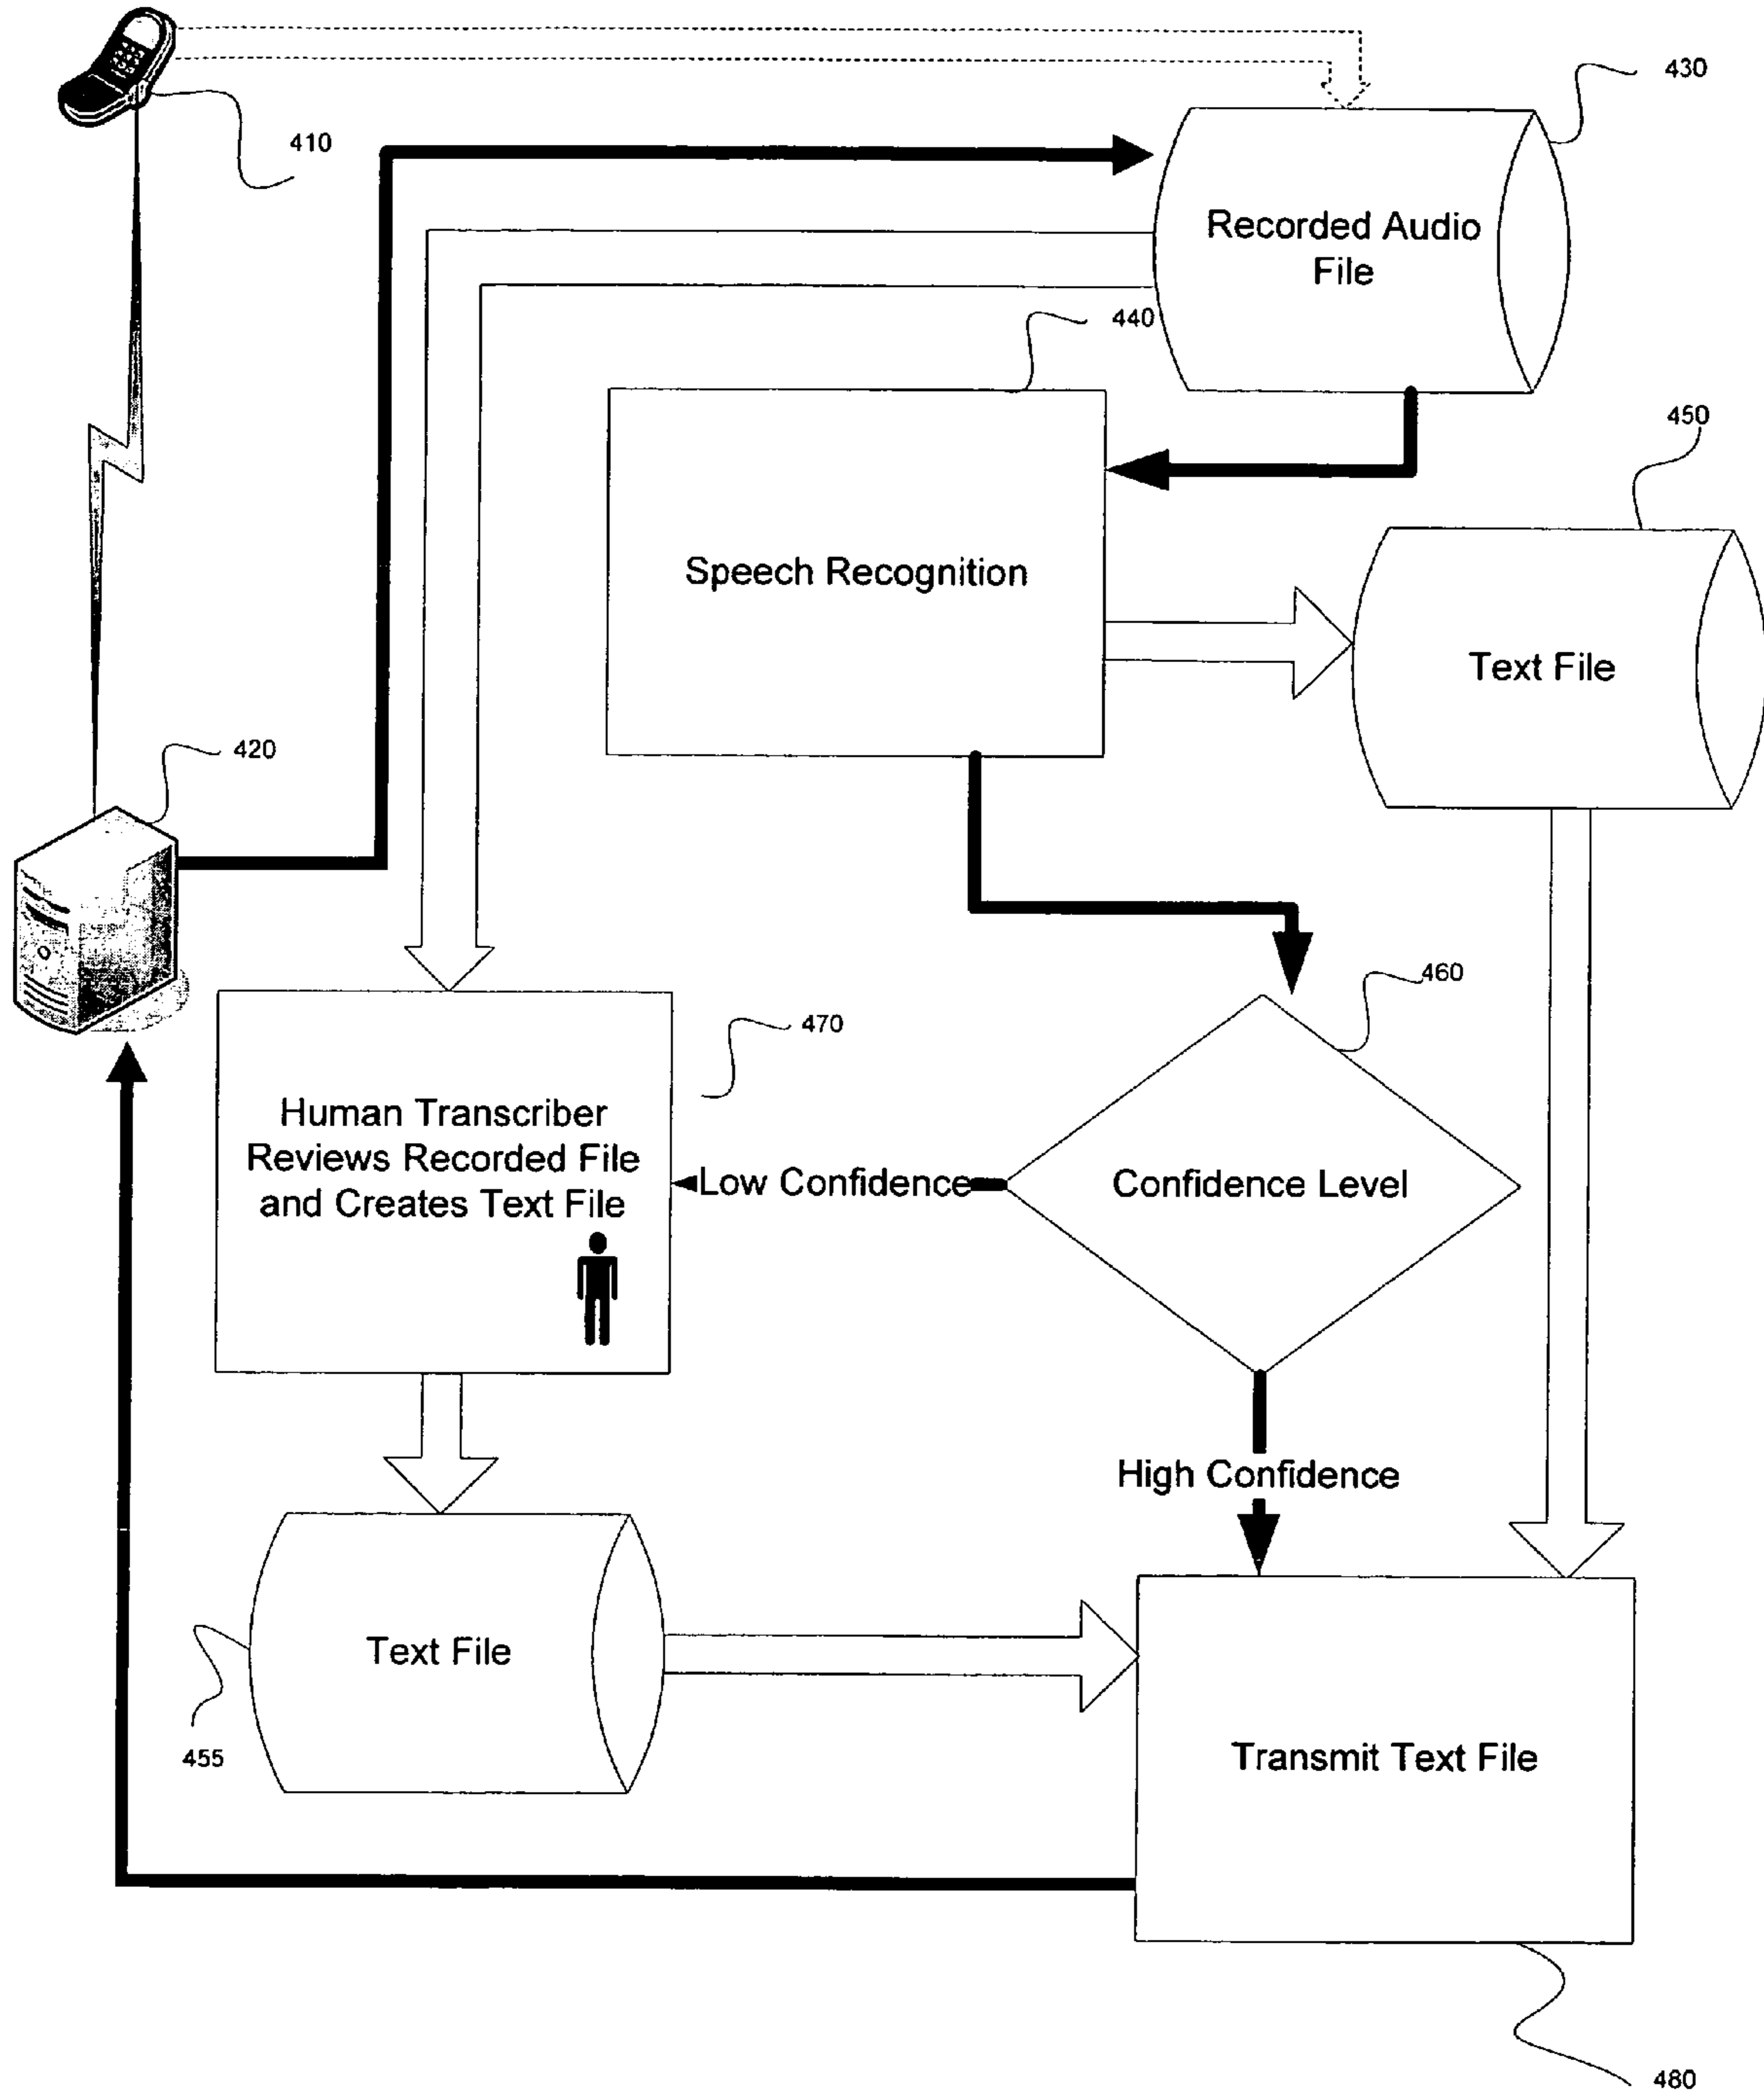 430
410
Recorded Audio
File
440
450
Speech Recognition
Text File
420
460
470
Human Transcriber
Reviews Recorded File
and Creates Text File
Low Confidence
Confidence Level
High Confidence
Text File
455
Transmit Text File
480